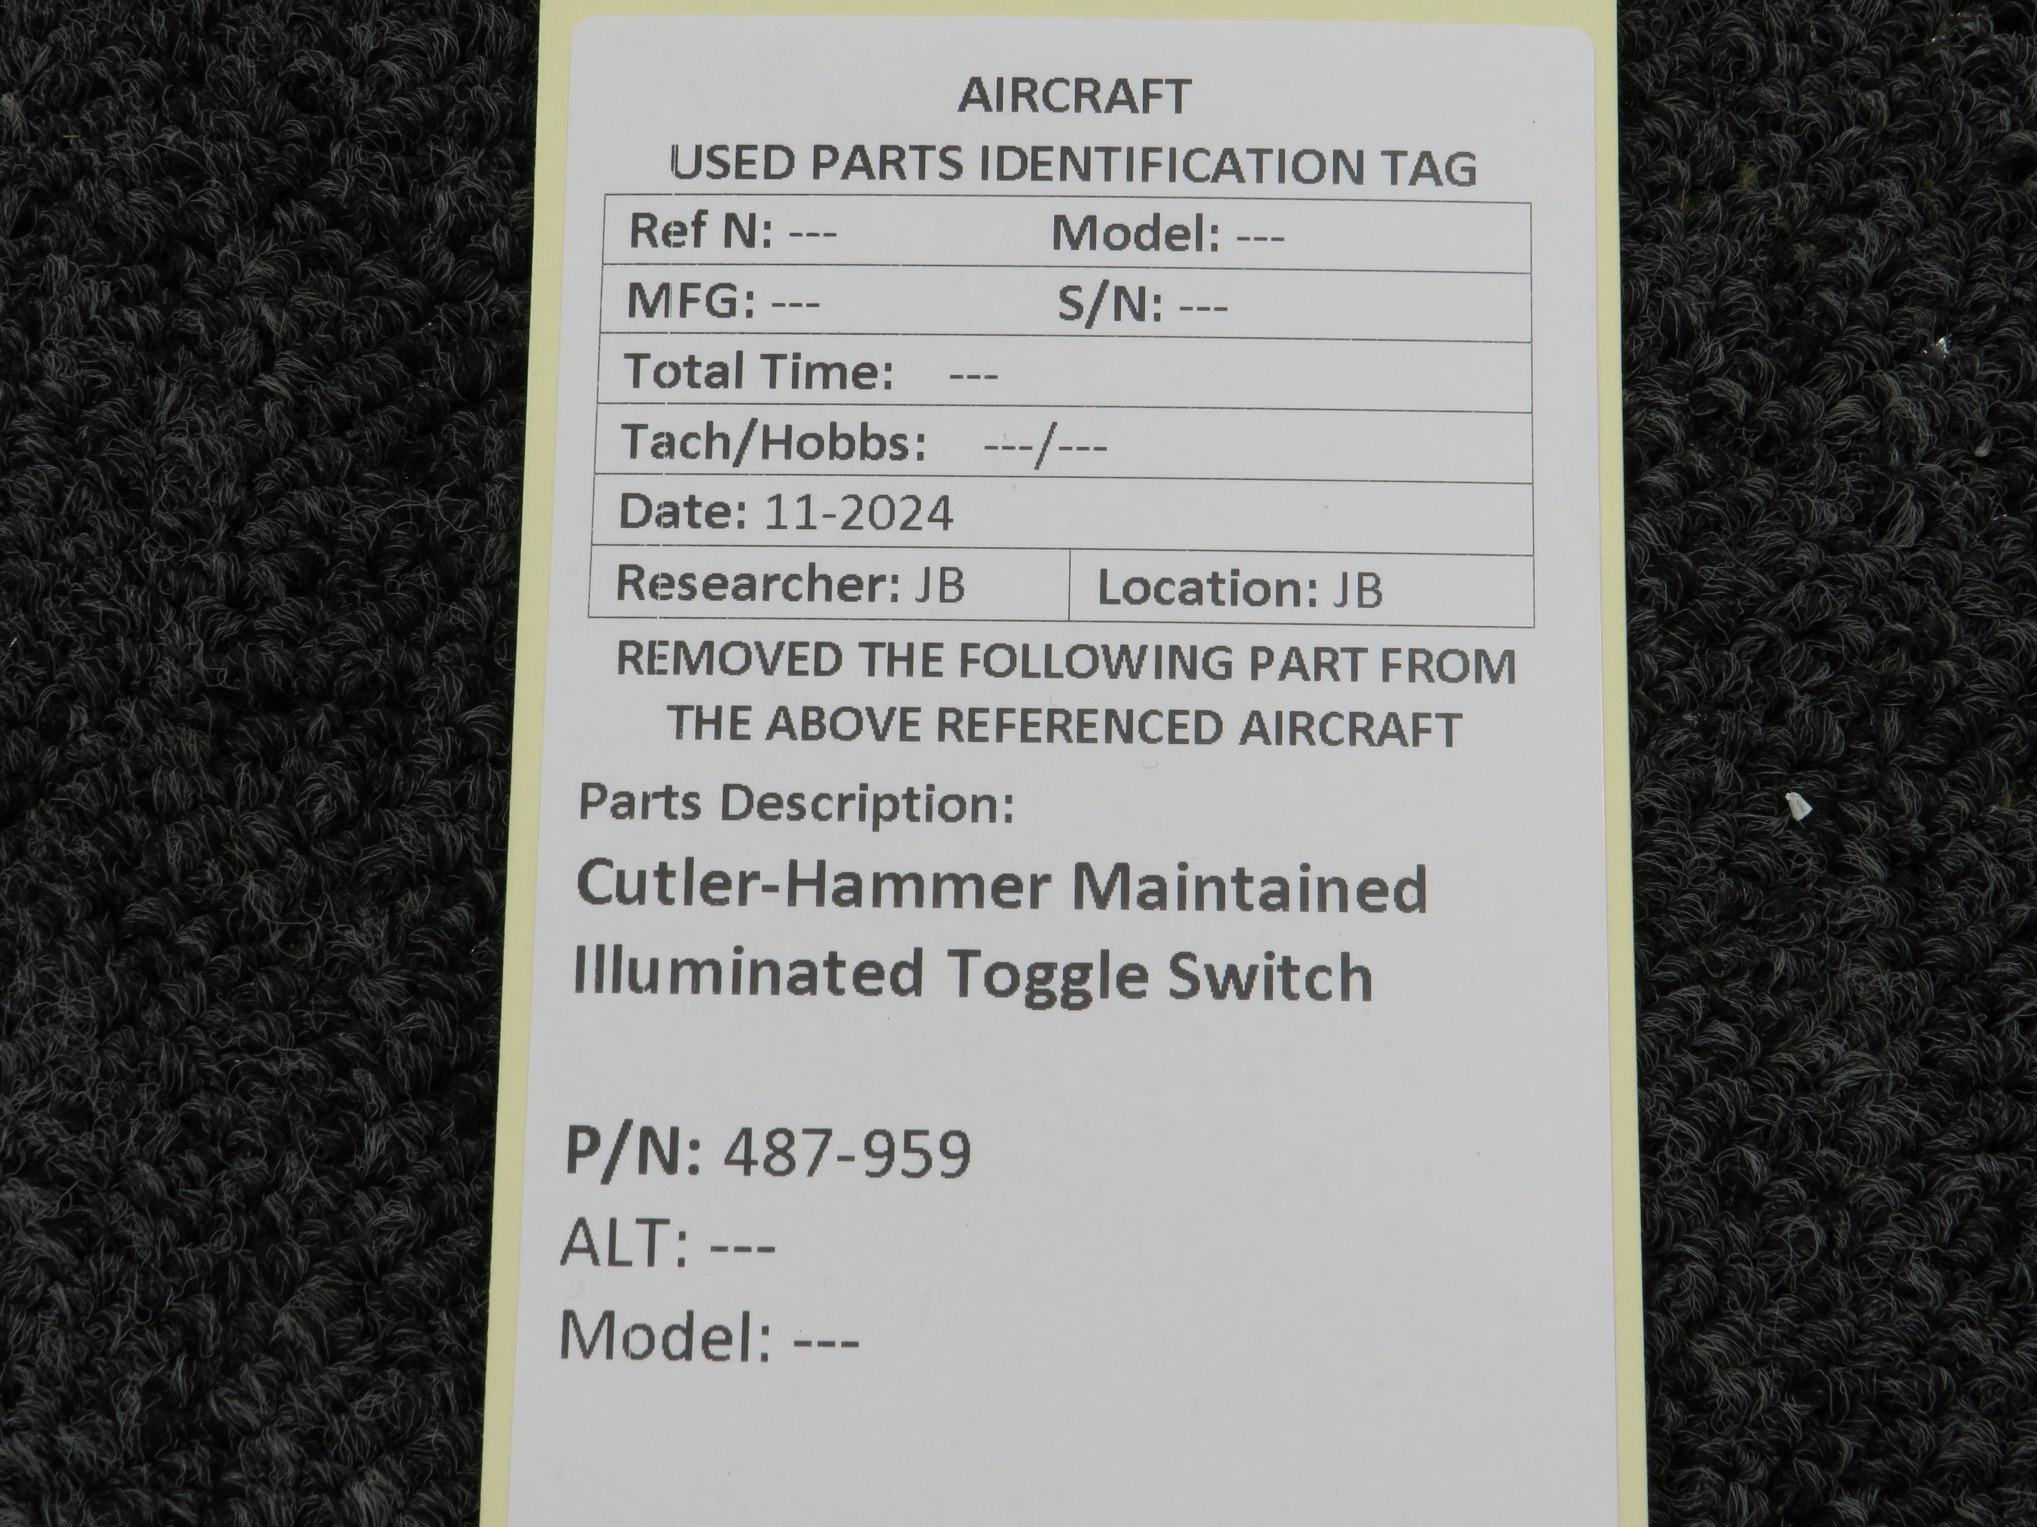 AIRCRAFT
USED PARTS IDENTIFICATION TAG
Ref N: --- Model: ---
MFG: --- S/N: ---
Total Time: ---
Tach/Hobbs: ---/---
Date: 11-2024
Researcher: JB Location: JB
REMOVED THE FOLLOWING PART FROM
THE ABOVE REFERENCED AIRCRAFT
Parts Description:
Cutler-Hammer Maintained
Illuminated Toggle Switch
P/N: 487-959
ALT: ---
Model: ---